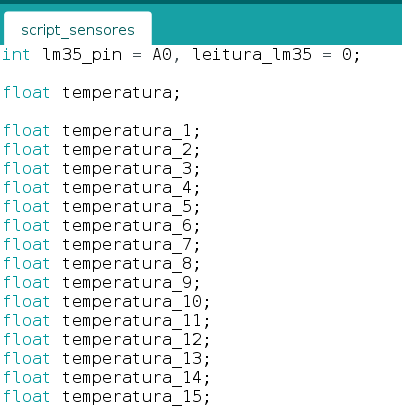 script_sensores
int lm35_pin = A0, leitura_lm35 = 0;
float temperatura;
float temperatura_1;
float temperatura_2;
float temperatura_3;
float temperatura_4;
float temperatura_5;
float temperatura_6;
float temperatura_7;
float temperatura_8;
float temperatura_9;
float temperatura_10;
float temperatura_11;
float temperatura_12;
float temperatura_13;
float temperatura_14;
float temperatura_15;